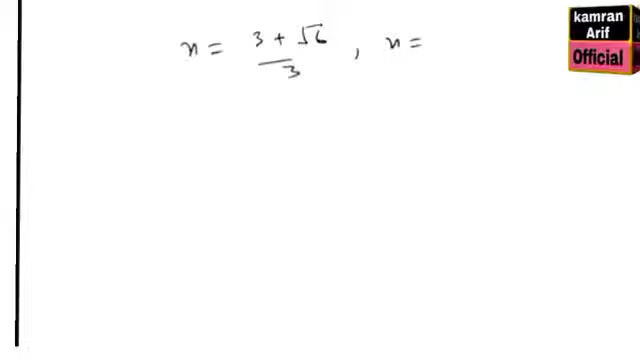 x = 3 + √6 / 3 , x =
kamran
Arif
Official